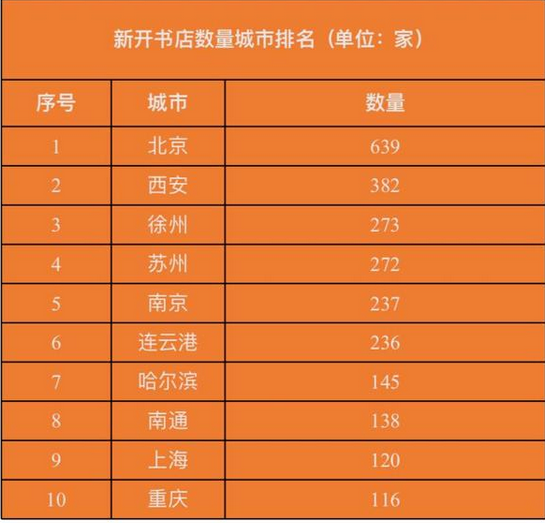 新开书店数量城市排名（单位：家）
序号 城市 数量
1 北京 639
2 西安 382
3 徐州 273
4 苏州 272
5 南京 237
6 连云港 236
7 哈尔滨 145
8 南通 138
9 上海 120
10 重庆 116